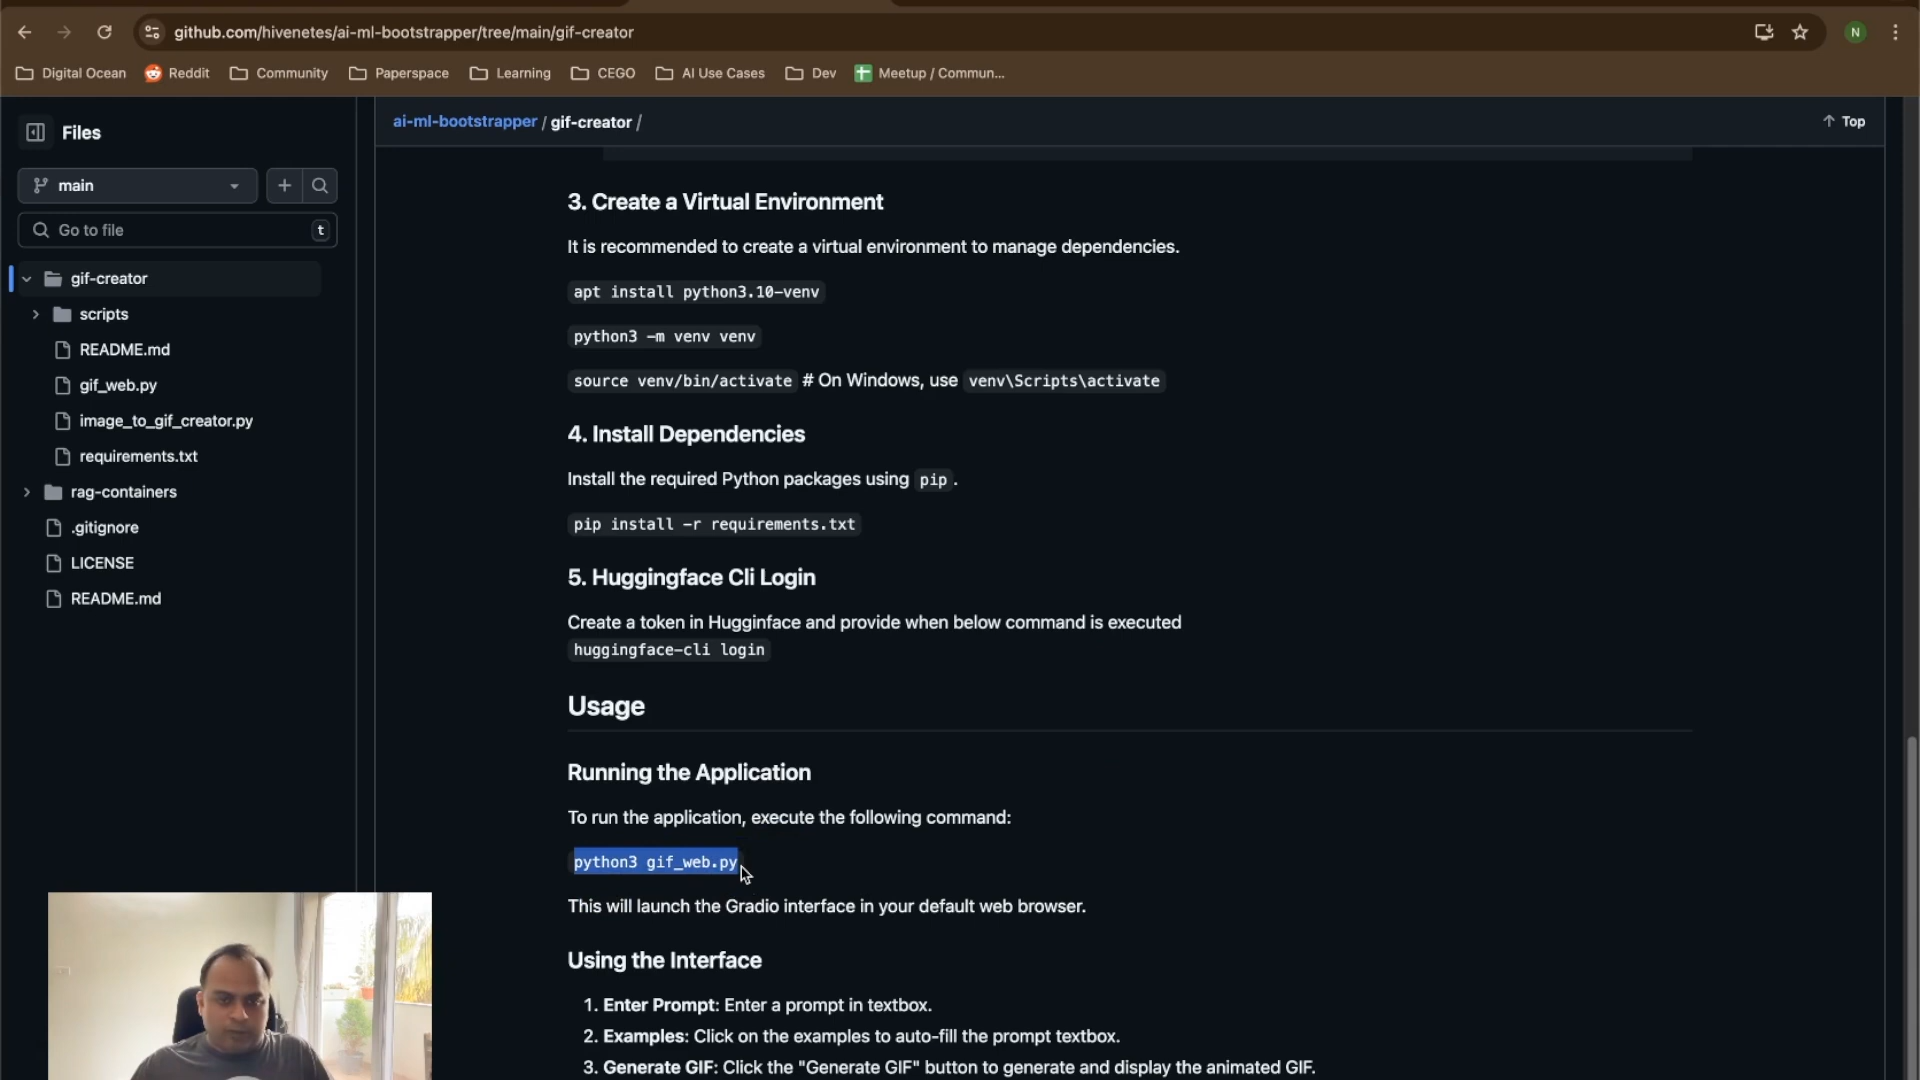 github.com/hivenetes/ai-ml-bootstrapper/tree/main/gif-creator
N
Digital Ocean
Reddit
Community
Paperspace
Learning
CEGO
AI Use Cases
Dev
Meetup / Commun...
Files
main
Go to file
t
gif-creator
scripts
README.md
gif_web.py
image_to_gif_creator.py
requirements.txt
rag-containers
.gitignore
LICENSE
README.md
ai-ml-bootstrapper / gif-creator /
Top
3. Create a Virtual Environment
It is recommended to create a virtual environment to manage dependencies.
apt install python3.10-venv
python3 -m venv venv
source venv/bin/activate # On Windows, use venv\Scripts\activate
4. Install Dependencies
Install the required Python packages using pip .
pip install -r requirements.txt
5. Huggingface Cli Login
Create a token in Hugginface and provide when below command is executed
huggingface-cli login
Usage
Running the Application
To run the application, execute the following command:
python3 gif_web.py
This will launch the Gradio interface in your default web browser.
Using the Interface
1. Enter Prompt: Enter a prompt in textbox.
2. Examples: Click on the examples to auto-fill the prompt textbox.
3. Generate GIF: Click the "Generate GIF" button to generate and display the animated GIF.